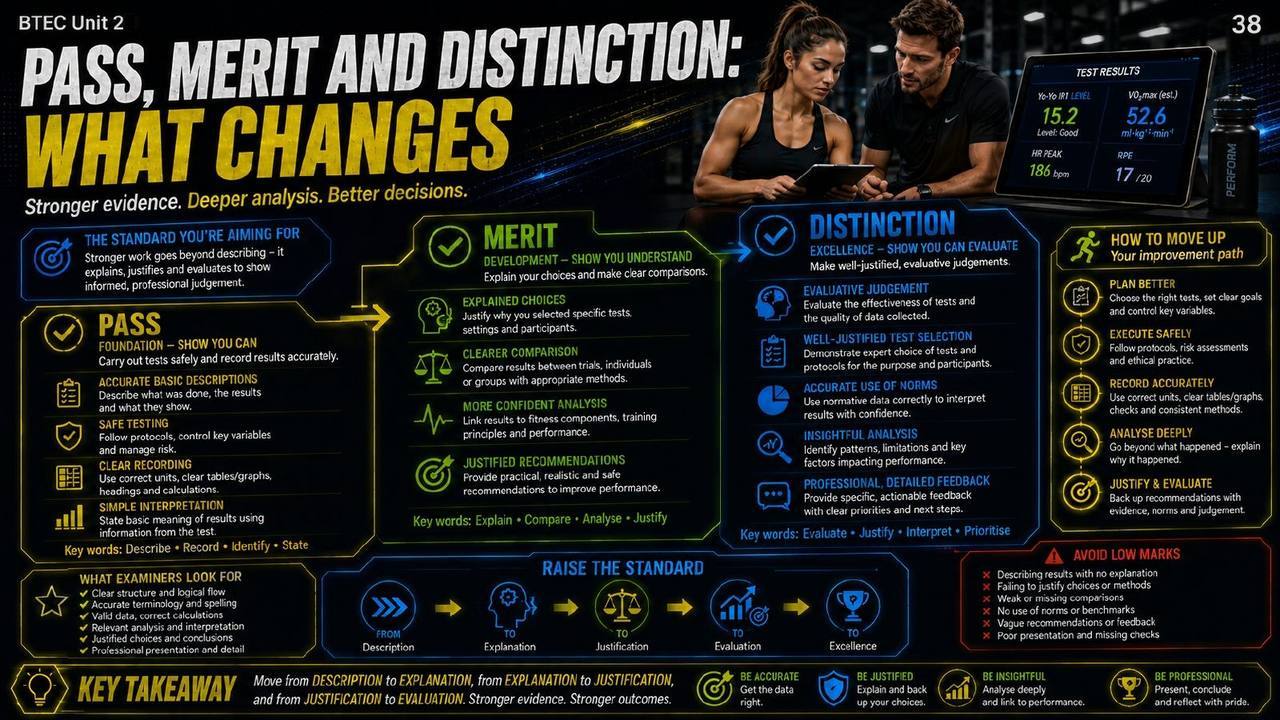 BTEC Unit 2
38
PASS, MERIT AND DISTINCTION:
WHAT CHANGES
Stronger evidence. Deeper analysis. Better decisions.
TEST RESULTS
Yo-Yo IR1 LEVEL
15.2
Level: Good
VO₂max (est.)
52.6
HR PEAK
186 bpm
RPE
17 /20
PERFORM
THE STANDARD YOU'RE AIMING FOR
Stronger work goes beyond describing – it
explains, justifies and evaluates to show
informed, professional judgement.
PASS
FOUNDATION – SHOW YOU CAN
Carry out tests safely and record results accurately.
ACCURATE BASIC DESCRIPTIONS
Describe what was done, the results
and what they show.
SAFE TESTING
Follow protocols, control key variables
and manage risk.
CLEAR RECORDING
Use correct units, clear tables/graphs,
headings and calculations.
SIMPLE INTERPRETATION
State basic meaning of results using
information from the test.
Key words: Describe • Record • Identify • State
MERIT
DEVELOPMENT – SHOW YOU UNDERSTAND
Explain your choices and make clear comparisons.
EXPLAINED CHOICES
Justify why you selected specific tests,
settings and participants.
CLEARER COMPARISON
Compare results between trials, individuals
or groups with appropriate methods.
MORE CONFIDENT ANALYSIS
Link results to fitness components, training
principles and performance.
JUSTIFIED RECOMMENDATIONS
Provide practical, realistic and safe
recommendations to improve performance.
Key words: Explain • Compare • Analyse • Justify
DISTINCTION
EXCELLENCE – SHOW YOU CAN EVALUATE
Make well-justified, evaluative judgements.
EVALUATIVE JUDGEMENT
Evaluate the effectiveness of tests and
the quality of data collected.
WELL-JUSTIFIED TEST SELECTION
Demonstrate expert choice of tests and
protocols for the purpose and participants.
ACCURATE USE OF NORMS
Use normative data correctly to interpret
results with confidence.
INSIGHTFUL ANALYSIS
Identify patterns, limitations and key
factors impacting performance.
PROFESSIONAL, DETAILED FEEDBACK
Provide specific, actionable feedback
with clear priorities and next steps.
Key words: Evaluate • Justify • Interpret • Prioritise
HOW TO MOVE UP
Your improvement path
PLAN BETTER
Choose the right tests, set clear goals
and control key variables.
EXECUTE SAFELY
Follow protocols, risk assessments
and ethical practice.
RECORD ACCURATELY
Use correct units, clear tables/graphs,
checks and consistent methods.
ANALYSE DEEPLY
Go beyond what happened – explain
why it happened.
JUSTIFY & EVALUATE
Back up recommendations with
evidence, norms and judgement.
WHAT EXAMINERS LOOK FOR
✓ Clear structure and logical flow
✓ Accurate terminology and spelling
✓ Valid data, correct calculations
✓ Relevant analysis and interpretation
✓ Justified choices and conclusions
✓ Professional presentation and detail
RAISE THE STANDARD
FROM
Description
TO
Explanation
TO
Justification
TO
Evaluation
TO
Excellence
AVOID LOW MARKS
✗ Describing results with no explanation
✗ Failing to justify choices or methods
✗ Weak or missing comparisons
✗ No use of norms or benchmarks
✗ Vague recommendations or feedback
✗ Poor presentation and missing checks
KEY TAKEAWAY
Move from DESCRIPTION to EXPLANATION, from EXPLANATION to JUSTIFICATION,
and from JUSTIFICATION to EVALUATION. Stronger evidence. Stronger outcomes.
BE ACCURATE
Get the data
right.
BE JUSTIFIED
Explain and back
up your choices.
BE INSIGHTFUL
Analyse deeply
and link to performance.
BE PROFESSIONAL
Present, conclude
and reflect with pride.